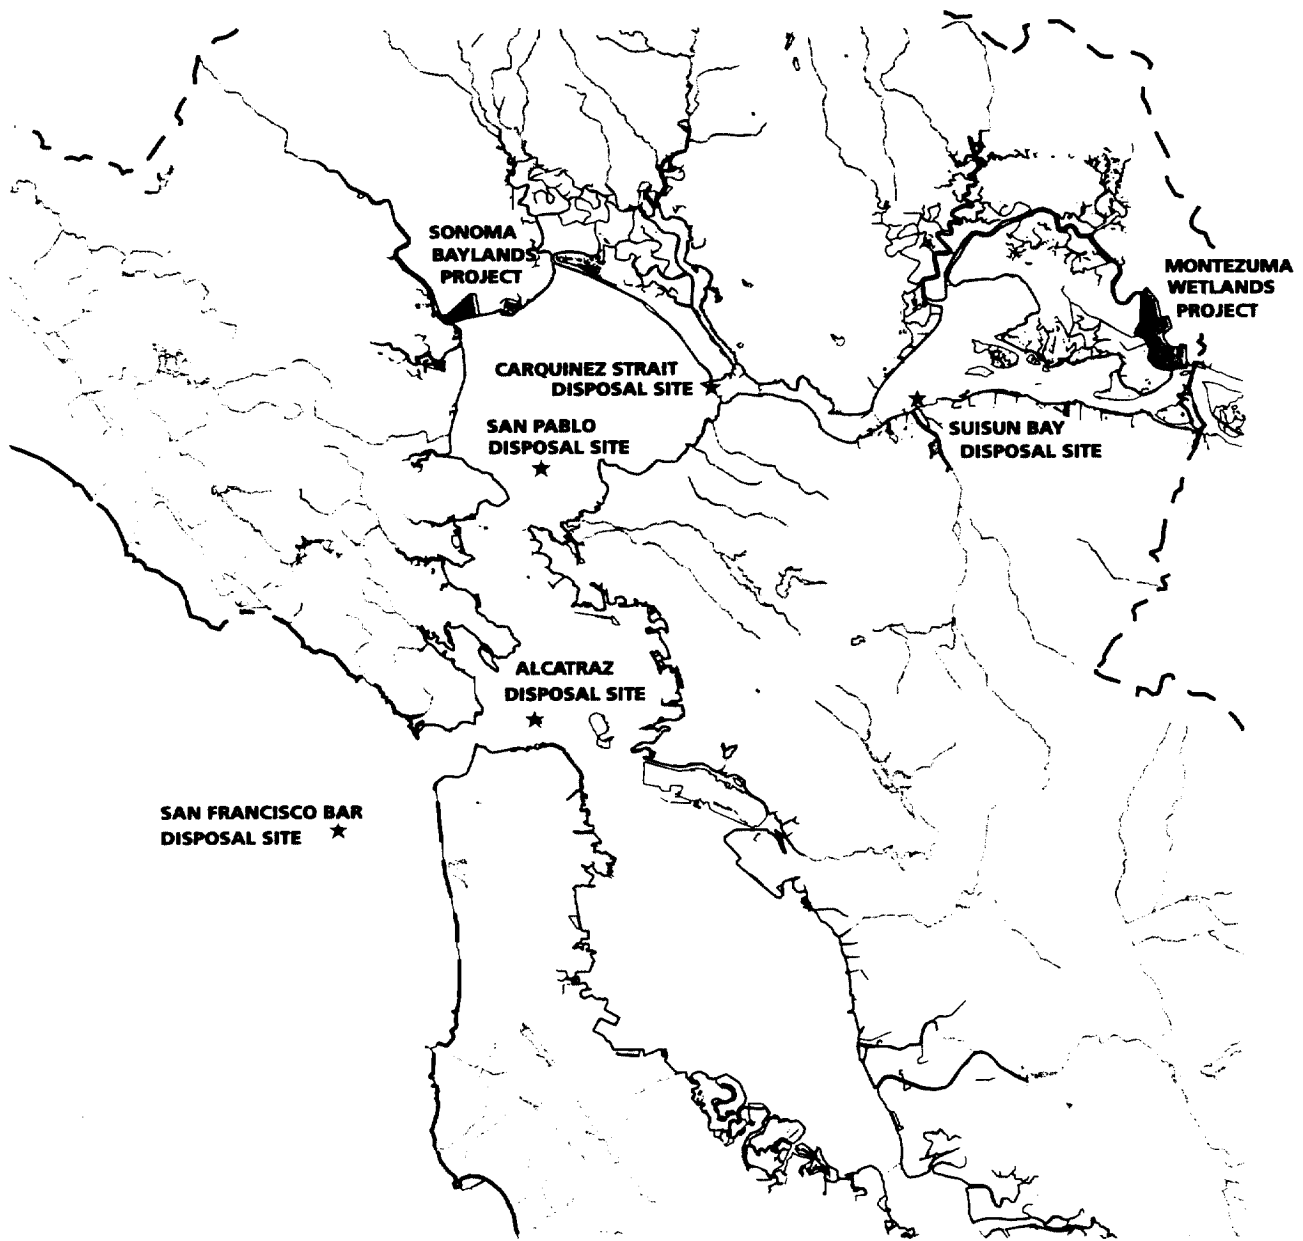 SONOMA
BAYLANDS
PROJECT
MONTEZUMA
WETLANDS
PROJECT
CARQUINEZ STRAIT
DISPOSAL SITE
SAN PABLO
DISPOSAL SITE
SUISUN BAY
DISPOSAL SITE
ALCATRAZ
DISPOSAL SITE
SAN FRANCISCO BAR
DISPOSAL SITE